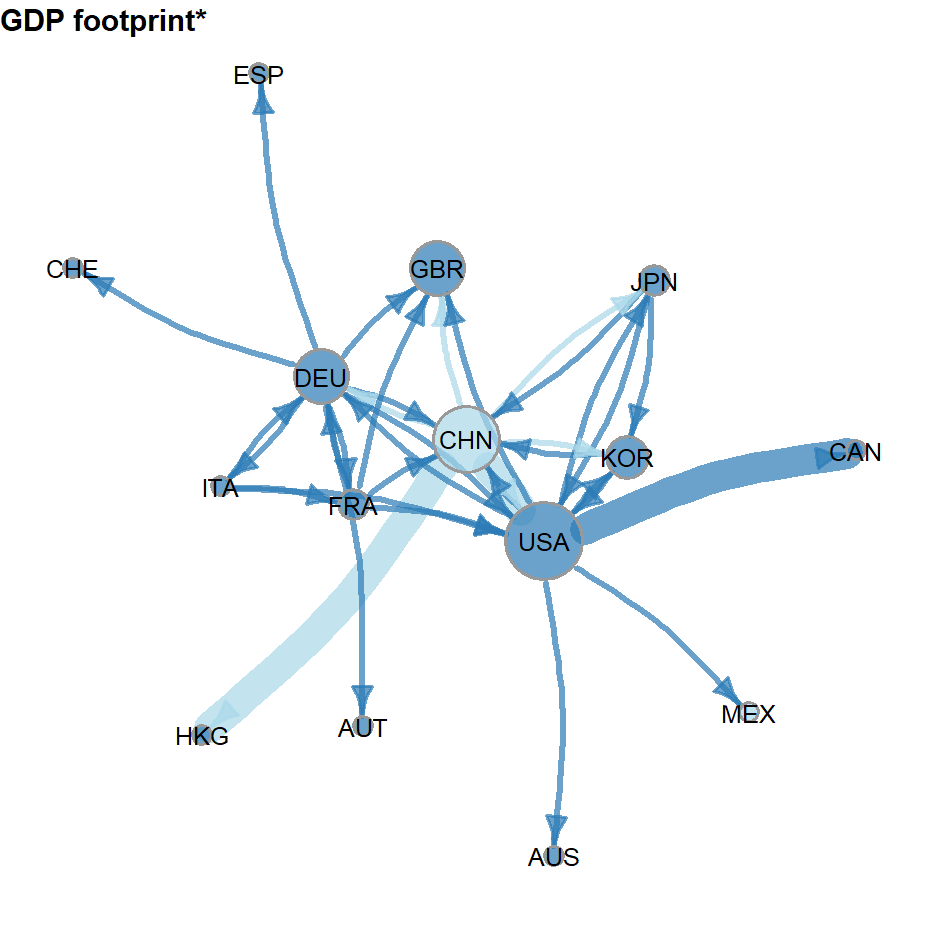 GDP footprint*
ESP
CHE
GBR
JPN
DEU
CHN
KOR
CAN
ITA
FRA
USA
HKG
AUT
MEX
AUS